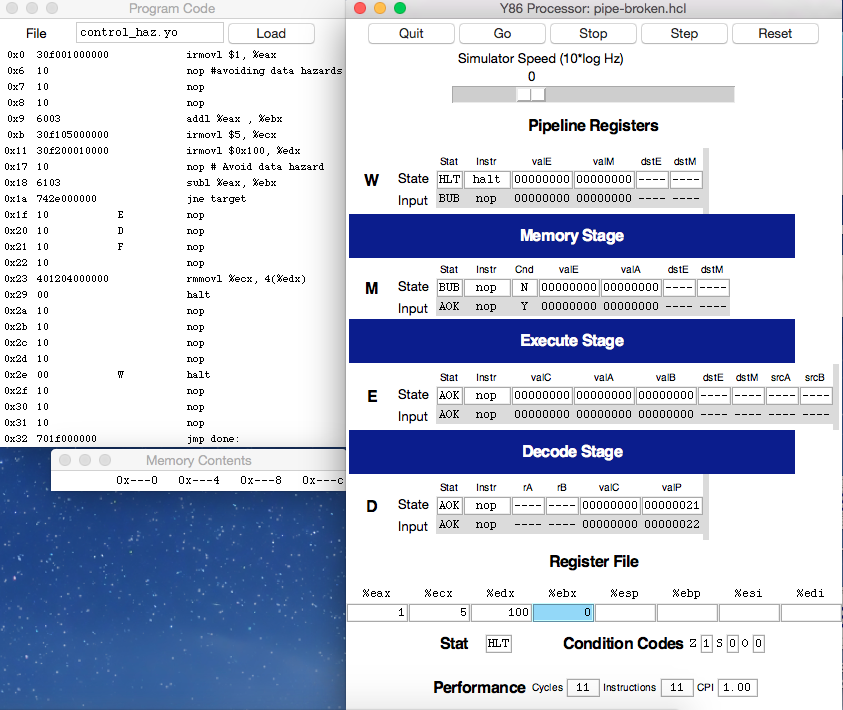 Program Code
File control_haz.yo Load
0x0 30f001000000 irmovl $1, %eax
0x6 10 nop #avoiding data hazards
0x7 10 nop
0x8 10 nop
0x9 6003 addl %eax , %ebx
0xb 30f105000000 irmovl $5, %ecx
0x11 30f200010000 irmovl $0x100, %edx
0x17 10 nop # Avoid data hazard
0x18 6103 subl %eax, %ebx
0x1a 742e000000 jne target
0x1f 10 E nop
0x20 10 D nop
0x21 10 F nop
0x22 10 nop
0x23 401204000000 rmmovl %ecx, 4(%edx)
0x29 00 halt
0x2a 10 nop
0x2b 10 nop
0x2c 10 nop
0x2d 10 nop
0x2e 00 W halt
0x2f 10 nop
0x30 10 nop
0x31 10 nop
0x32 701f000000 jmp done:
Memory Contents
0x---0 0x---4 0x---8 0x---c
Y86 Processor: pipe-broken.hcl
Quit Go Stop Step Reset
Simulator Speed (10*log Hz)
0
Pipeline Registers
Stat Instr valE valM dstE dstM
W State HLT halt 00000000 00000000 ---- ----
Input BUB nop 00000000 00000000 ---- ----
Memory Stage
Stat Instr Cnd valE valA dstE dstM
M State BUB nop N 00000000 00000000 ---- ----
Input AOK nop Y 00000000 00000000 ---- ----
Execute Stage
Stat Instr valC valA valB dstE dstM srcA srcB
E State AOK nop 00000000 00000000 00000000 ---- ---- ---- ----
Input AOK nop 00000000 00000000 00000000 ---- ---- ---- ----
Decode Stage
Stat Instr rA rB valC valP
D State AOK nop ---- ---- 00000000 00000021
Input AOK nop ---- ---- 00000000 00000022
Register File
%eax %ecx %edx %ebx %esp %ebp %esi %edi
1 5 100 0
Stat HLT Condition Codes Z 1 S 0 O 0
Performance Cycles 11 Instructions 11 CPI 1.00